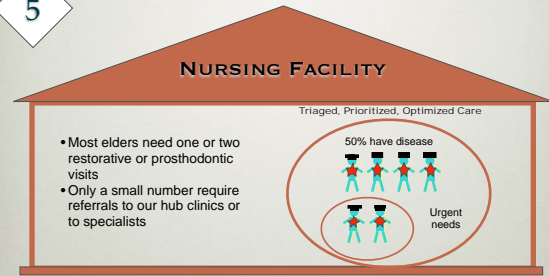 5
NURSING FACILITY
Triaged, Prioritized, Optimized Care
• Most elders need one or two
restorative or prosthodontic
visits
• Only a small number require
referrals to our hub clinics or
to specialists
50% have disease
Urgent
needs